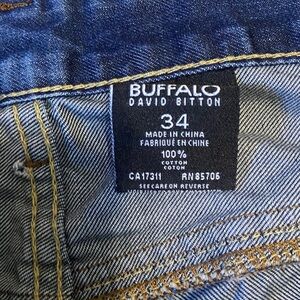 BUFFALO
DAVID BITTON
34
MADE IN CHINA
FABRIQUÉ EN CHINE
100%
COTTON
COTON
CA17311 RN85706
SEE CARE ON REVERSE